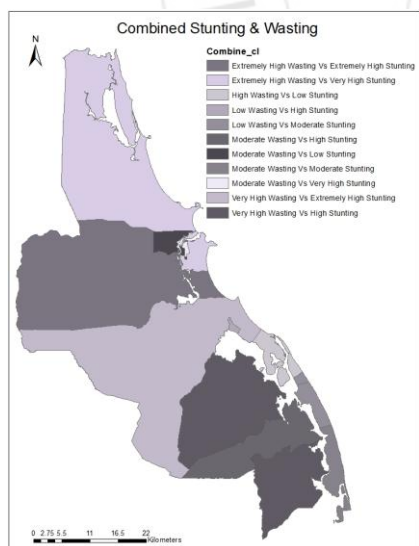 Combined Stunting & Wasting
N
Combine_cl
Extremely High Wasting Vs Extremely High Stunting
Extremely High Wasting Vs Very High Stunting
High Wasting Vs Low Stunting
Low Wasting Vs High Stunting
Low Wasting Vs Moderate Stunting
Moderate Wasting Vs High Stunting
Moderate Wasting Vs Low Stunting
Moderate Wasting Vs Moderate Stunting
Moderate Wasting Vs Very High Stunting
Very High Wasting Vs Extremely High Stunting
Very High Wasting Vs High Stunting
0 2.75 5.5 11 16.5 22
Kilometers